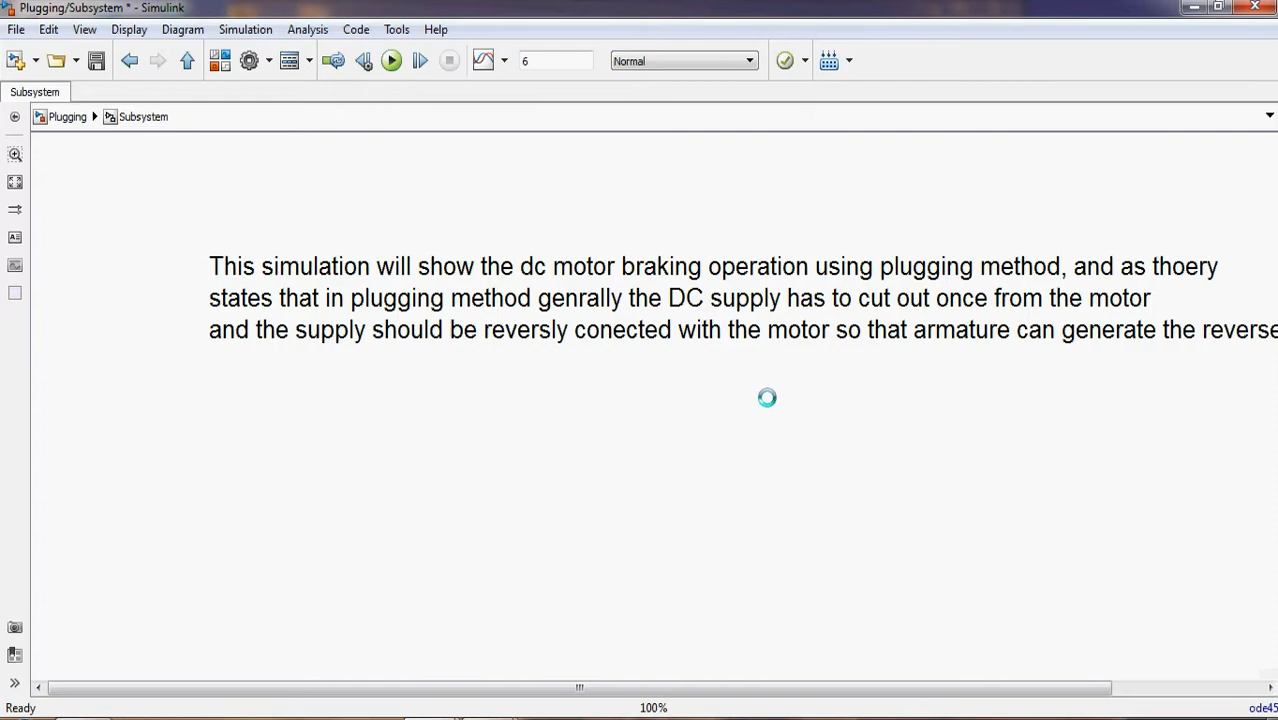 Plugging/Subsystem * - Simulink
File Edit View Display Diagram Simulation Analysis Code Tools Help
6 Normal
Subsystem
Plugging Subsystem
This simulation will show the dc motor braking operation using plugging method, and as thoery
states that in plugging method genrally the DC supply has to cut out once from the motor
and the supply should be reversly conected with the motor so that armature can generate the reverse
Ready 100% ode45